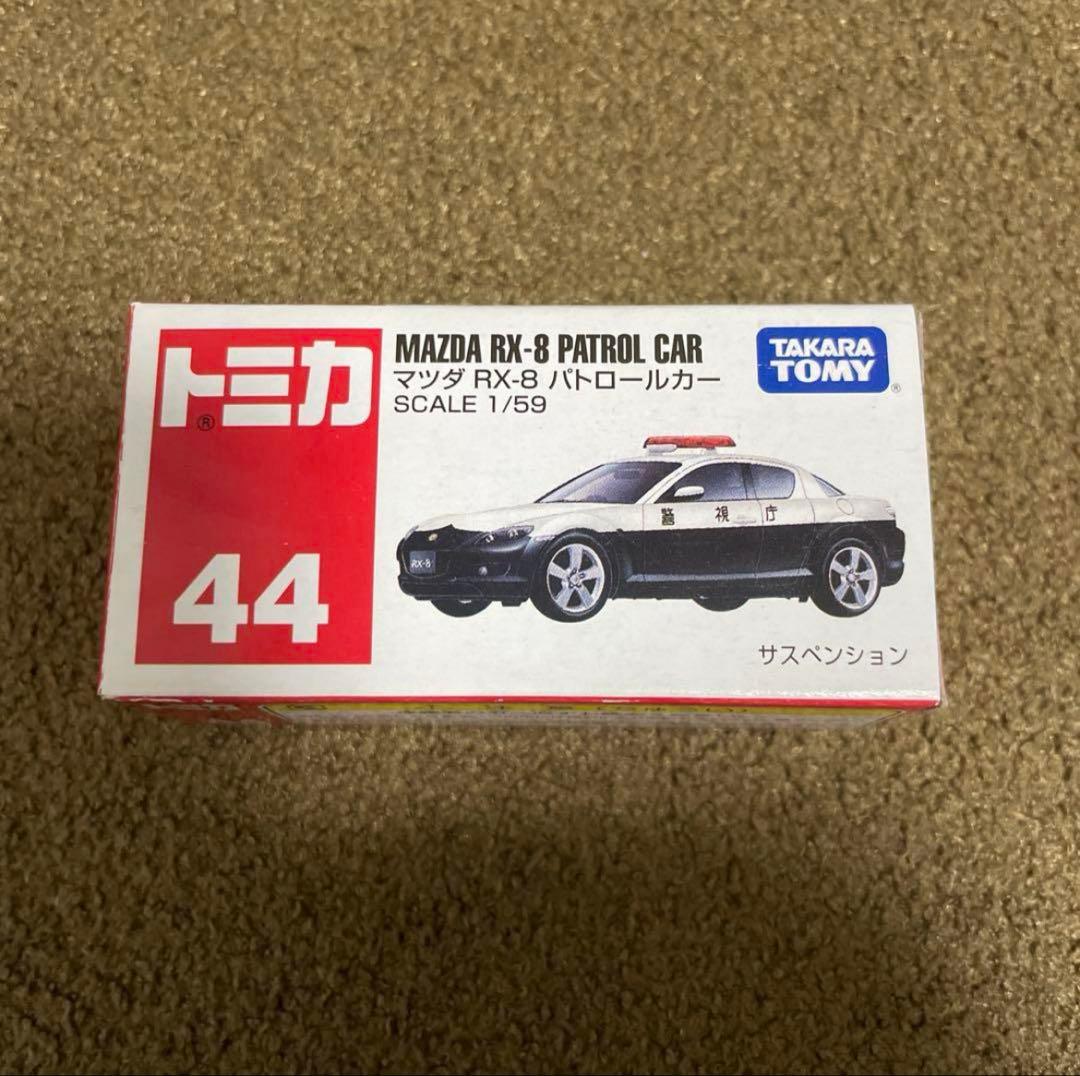 トミカ®
44
MAZDA RX-8 PATROL CAR
マツダ RX-8 パトロールカー
SCALE 1/59
TAKARA
TOMY®
警視庁
RX-8
サスペンション